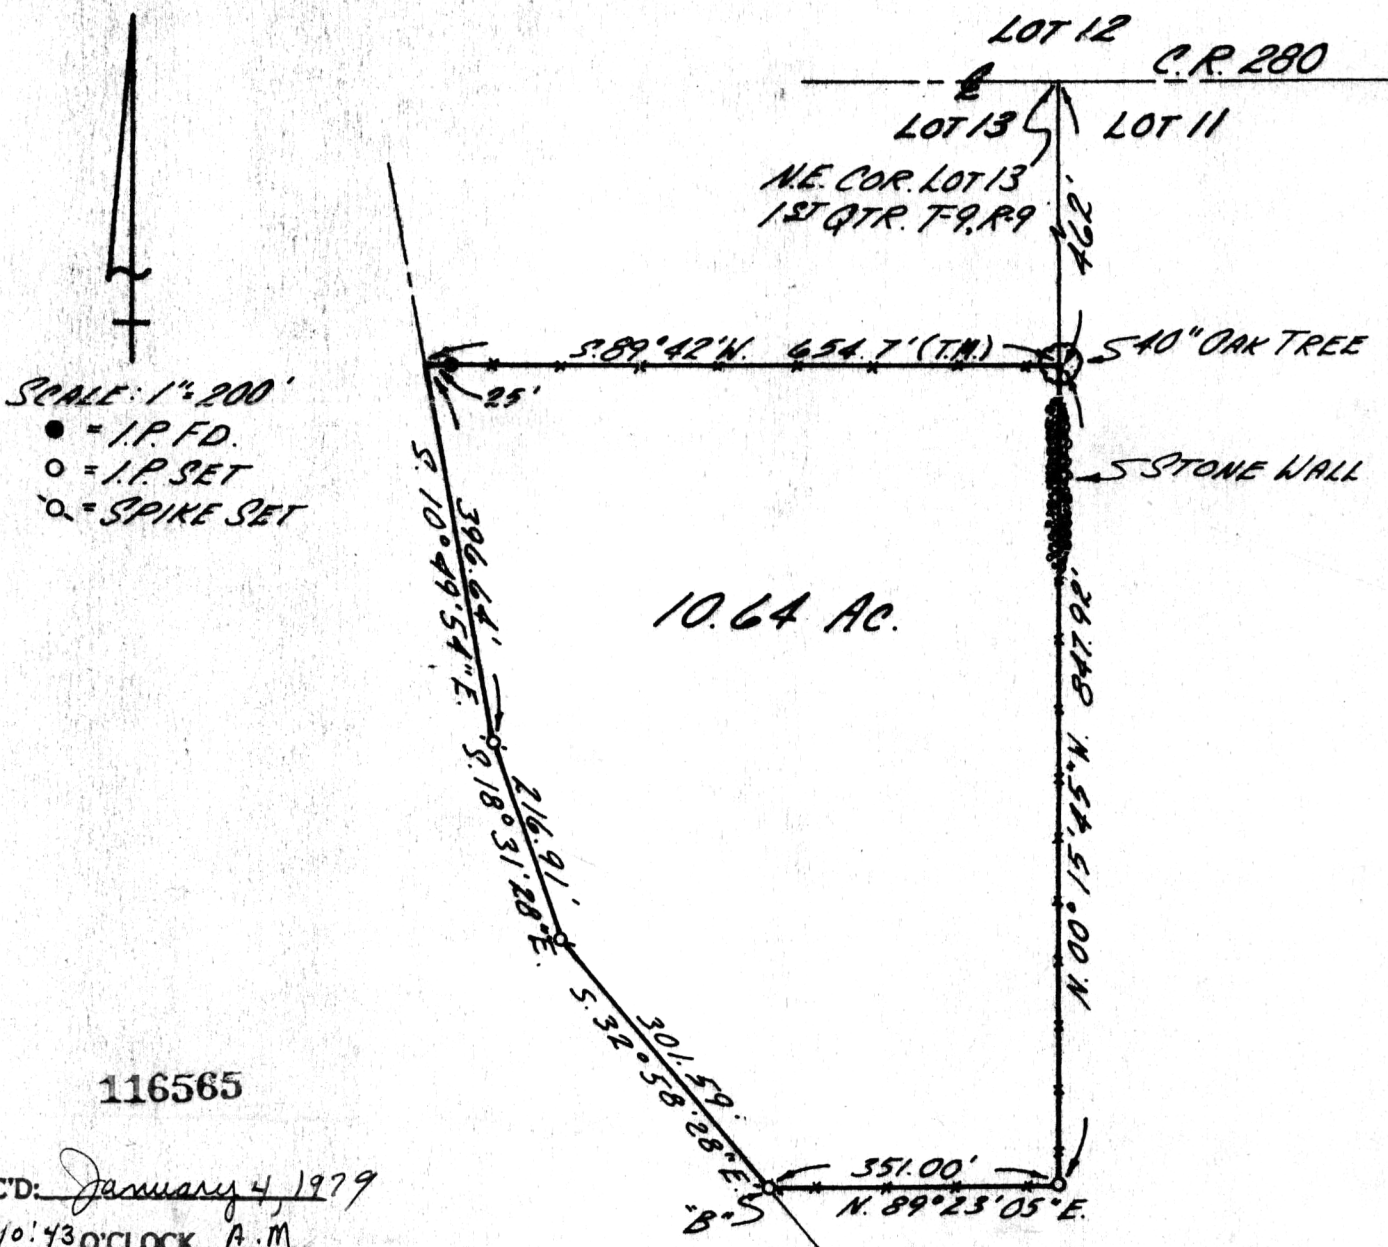 LOT 12
C.R. 280
LOT 13
LOT 11
N.E. COR. LOT 13
1ST QTR. T-9, R-9
462'
S.89°42'W. 654.7'(T.M.)
40" OAK TREE
25'
SCALE: 1"=200'
= I.P. FD.
= I.P. SET
= SPIKE SET
STONE WALL
396.64'
S. 10°49'54"E.
10.64 AC.
847.82'
N.00°15'45"W.
216.91'
S.18°31'28"E.
301.59'
S. 32°58'28"E.
116565
C'D: January 4, 1979
10:43 O'CLOCK A.M
351.00'
N. 89°23'05"E.
"B"